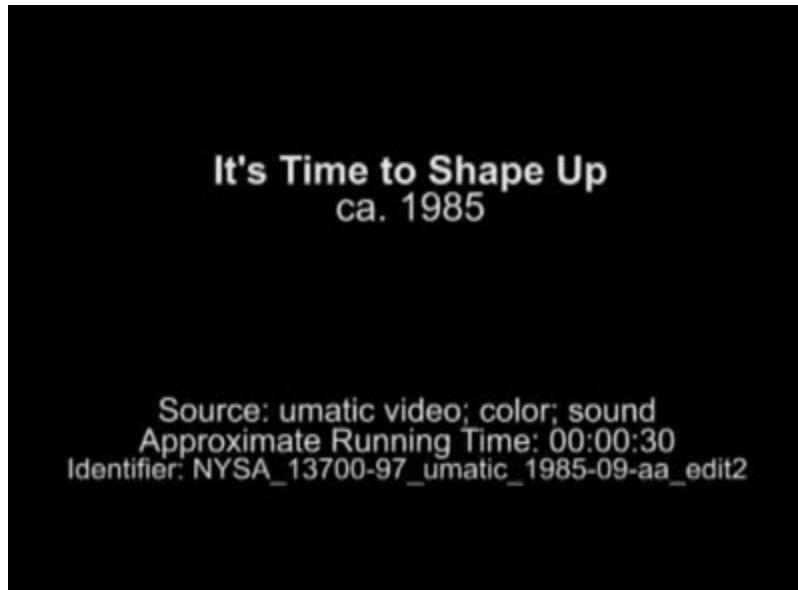 It's Time to Shape Up
ca. 1985
Source: umatic video; color; sound
Approximate Running Time: 00:00:30
Identifier: NYSA_13700-97_umatic_1985-09-aa_edit2